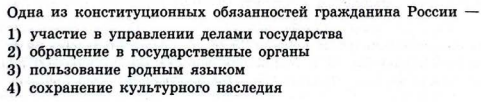 Одна из конституционных обязанностей гражданина России —
1) участие в управлении делами государства
2) обращение в государственные органы
3) пользование родным языком
4) сохранение культурного наследия